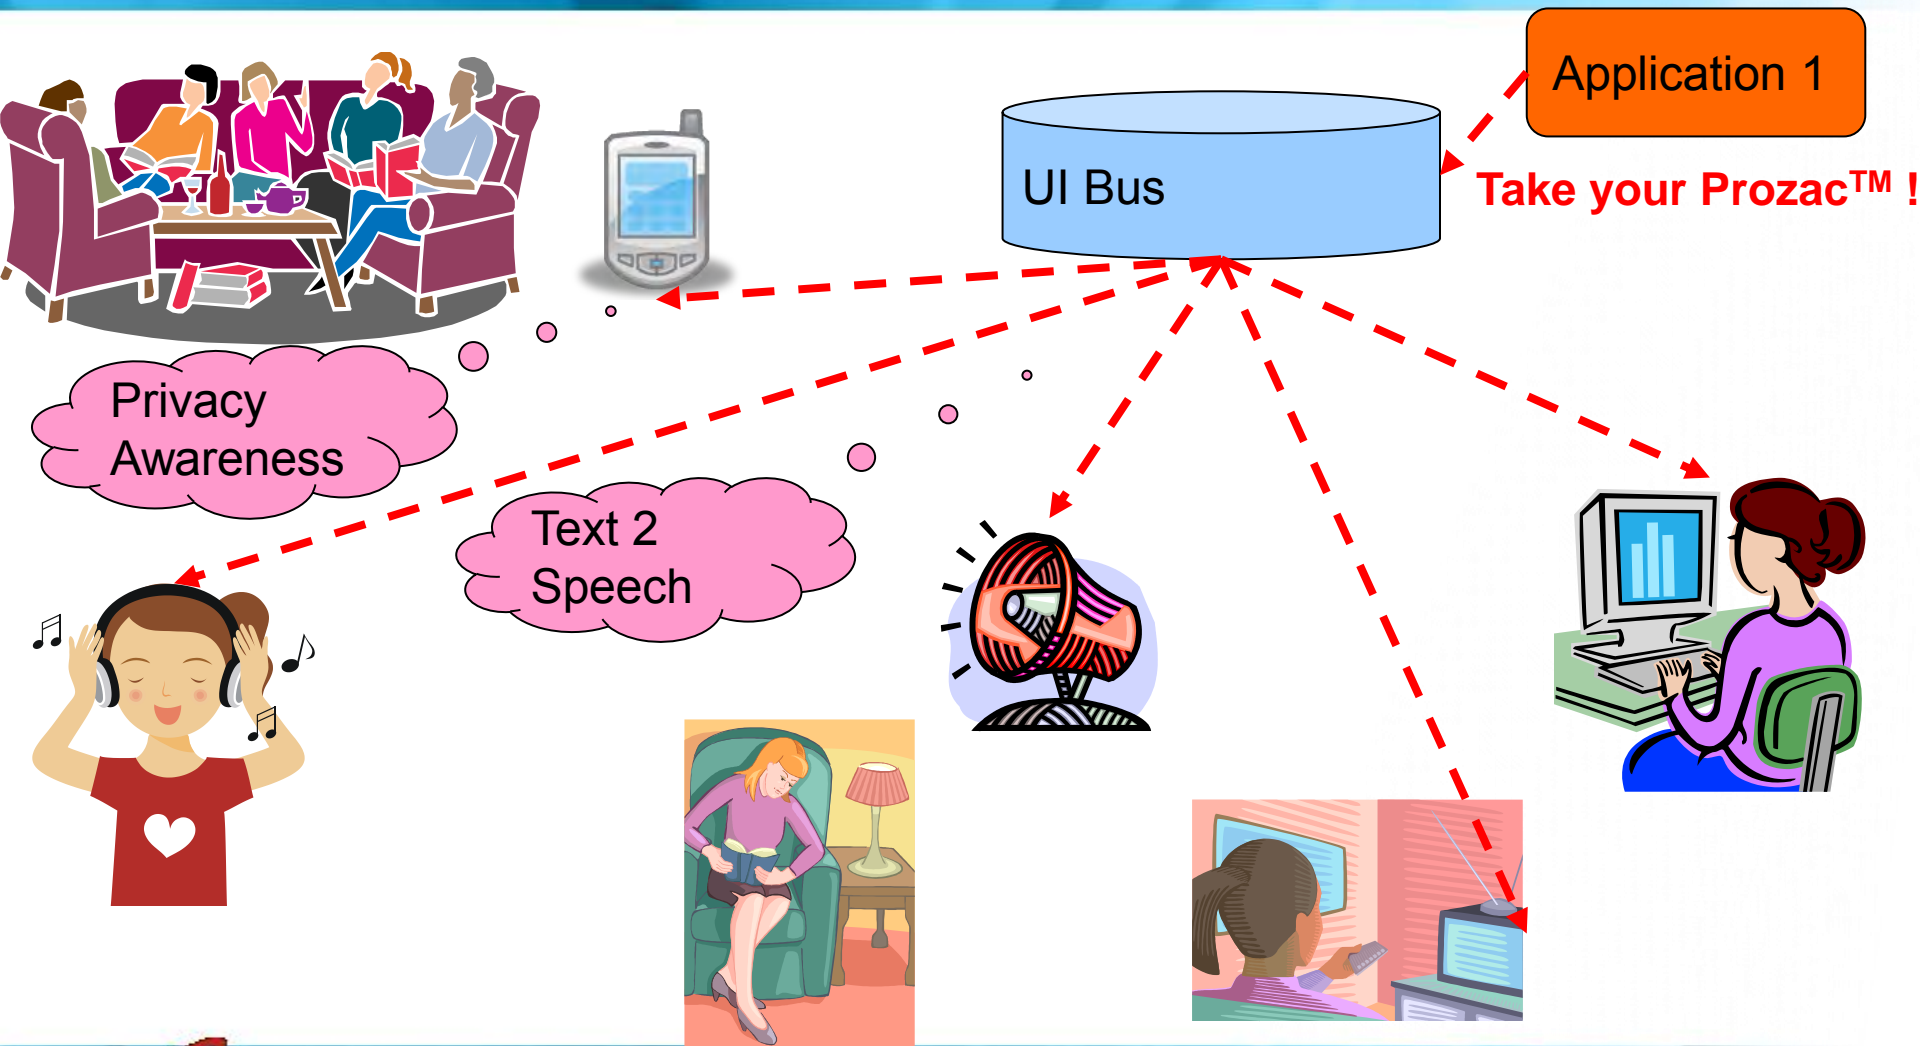 Application 1
UI Bus
Take your Prozac™ !
Privacy
Awareness
Text 2
Speech